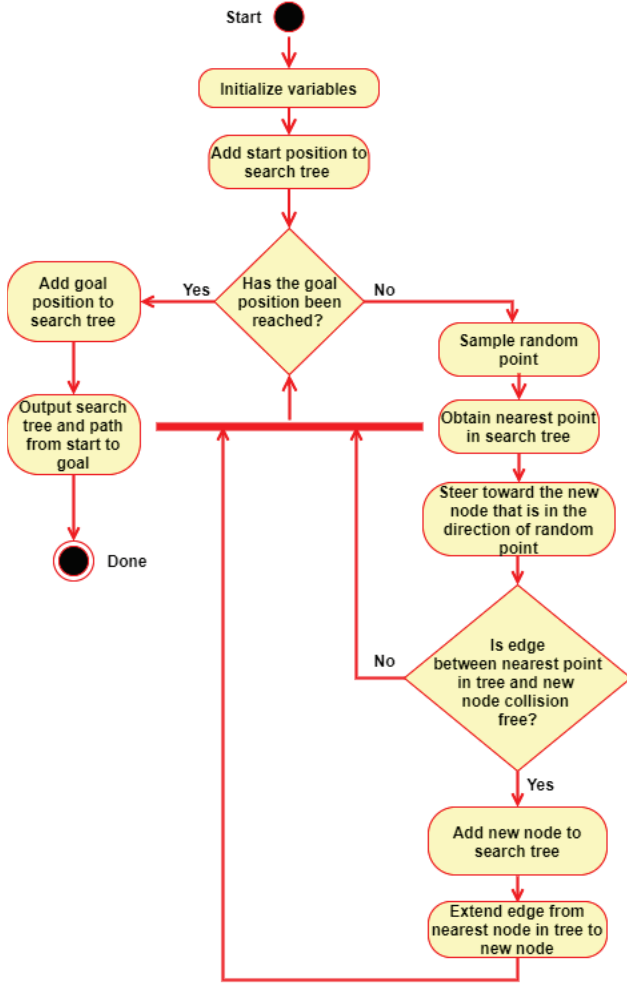 Start
Initialize variables
Add start position to
search tree
Has the goal
position been
reached?
Yes
No
Add goal
position to
search tree
Output search
tree and path
from start to
goal
Done
Sample random
point
Obtain nearest point
in search tree
Steer toward the new
node that is in the
direction of random
point
Is edge
between nearest point
in tree and new
node collision
free?
No
Yes
Add new node to
search tree
Extend edge from
nearest node in tree to
new node